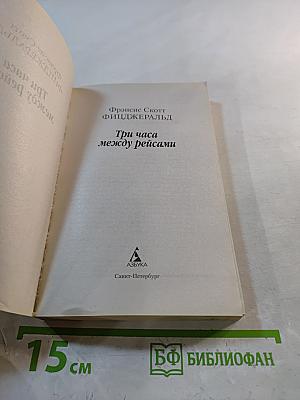 Фрэнсис Скотт
ФИЦДЖЕРАЛЬД
Три часа
между рейсами
АЗБУКА
Санкт-Петербург
15 см
БФ БИБЛИОФАН